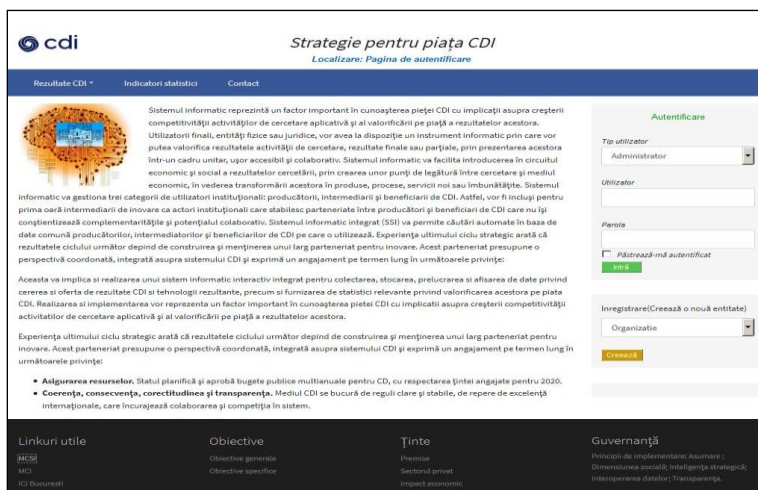 cdi
Strategie pentru piața CDI
Localizare: Pagina de autentificare
Rezultate CDI Indicatori statistici Contact
Sistemul informatic reprezintă un factor important în cunoașterea pieței CDI cu implicații asupra creșterii
competitivității activităților de cercetare aplicativă și al valorificării pe piață a rezultatelor acestora.
Utilizatorii finali, entități fizice sau juridice, vor avea la dispoziție un instrument informatic prin care vor
putea valorifica rezultatele activității de cercetare, rezultate finale sau parțiale, prin prezentarea acestora
într-un cadru unitar, ușor accesibil și colaborativ. Sistemul informatic va facilita introducerea în circuitul
economic și social a rezultatelor cercetării, prin crearea unor punți de legătură între cercetare și mediul
economic, în vederea transformării acestora în produse, procese, servicii noi sau îmbunătățite. Sistemul
informatic va gestiona trei categorii de utilizatori instituționali: producătorii, intermediarii și beneficiarii de CDI. Astfel, vor fi incluși pentru
prima oară intermediarii de inovare ca actori instituționali care stabilesc parteneriate între producători și beneficiari de CDI care nu își
conștientizează complementaritățile și potențialul colaborativ. Sistemul informatic integrat (SSI) va permite căutări automate în baza de
date comună producătorilor, intermediatorilor și beneficiarilor de CDI pe care o utilizează. Experiența ultimului ciclu strategic arată că
rezultatele ciclului următor depind de construirea și menținerea unui larg parteneriat pentru inovare. Acest parteneriat presupune o
perspectivă coordonată, integrată asupra sistemului CDI și exprimă un angajament pe termen lung în următoarele privințe:
Aceasta va implica si realizarea unui sistem informatic interactiv integrat pentru colectarea, stocarea, prelucrarea si afisarea de date privind
cererea si oferta de rezultate CDI si tehnologii rezultante, precum si furnizarea de statistici relevante privind valorificarea acestora pe piata
CDI. Realizarea si implementarea vor reprezenta un factor important în cunoașterea pietei CDI cu implicatii asupra creșterii competitivității
activitatilor de cercetare aplicativă și al valorificării pe piață a rezultatelor acestora.
Experiența ultimului ciclu strategic arată că rezultatele ciclului următor depind de construirea și menținerea unui larg parteneriat pentru
inovare. Acest parteneriat presupune o perspectivă coordonată, integrată asupra sistemului CDI și exprimă un angajament pe termen lung în
următoarele privințe:
• Asigurarea resurselor. Statul planifică și aprobă bugete publice multianuale pentru CD, cu respectarea țintei angajate pentru 2020.
• Coerența, consecvența, corectitudinea și transparența. Mediul CDI se bucură de reguli clare și stabile, de repere de excelență
internaționale, care încurajează colaborarea și competiția în sistem.
Autentificare
Tip utilizator
Administrator
Utilizator
Parola
Păstrează-mă autentificat
Intră
Inregistrare(Creează o nouă entitate)
Organizatie
Creează
Linkuri utile
MCSI
MCI
ICI Bucuresti
Obiective
Obiective generale
Obiective specifice
Ținte
Premise
Sectorul privat
Impact economic
Guvernanță
Principii de implementare: Asumare ;
Dimensiunea socială; Inteligența strategică;
Interoperarea datelor; Transparența.